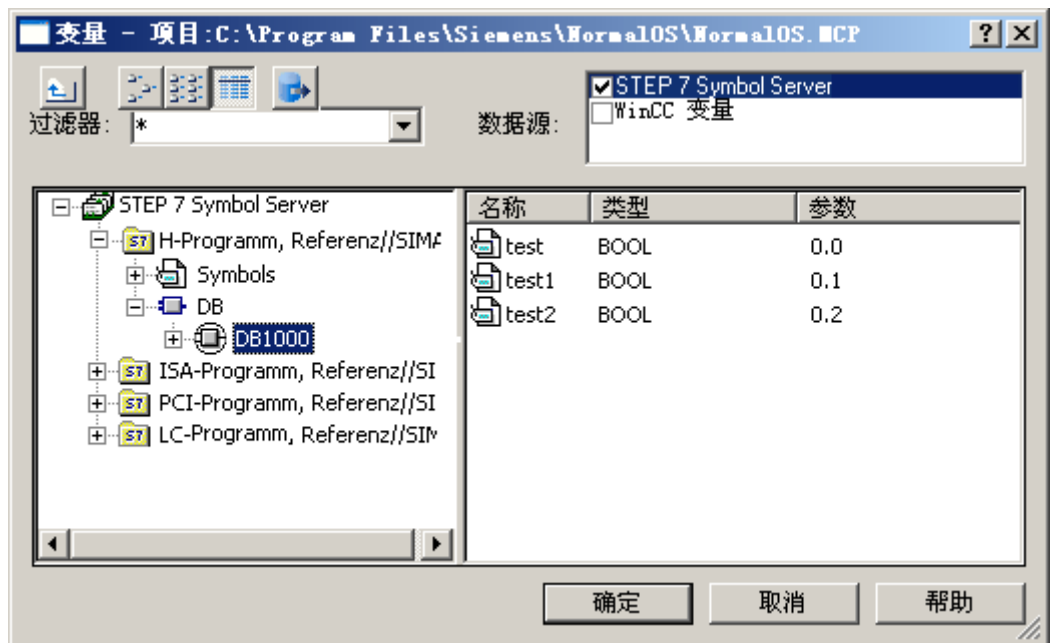 变量 - 项目:C:\Program Files\Siemens\NormalOS\NormalOS.MCP
过滤器: *
数据源:
STEP 7 Symbol Server
WinCC 变量
STEP 7 Symbol Server
H-Programm, Referenz//SIMA
Symbols
DB
DB1000
ISA-Programm, Referenz//SI
PCI-Programm, Referenz//SI
LC-Programm, Referenz//SIM
名称 类型 参数
test BOOL 0.0
test1 BOOL 0.1
test2 BOOL 0.2
确定 取消 帮助